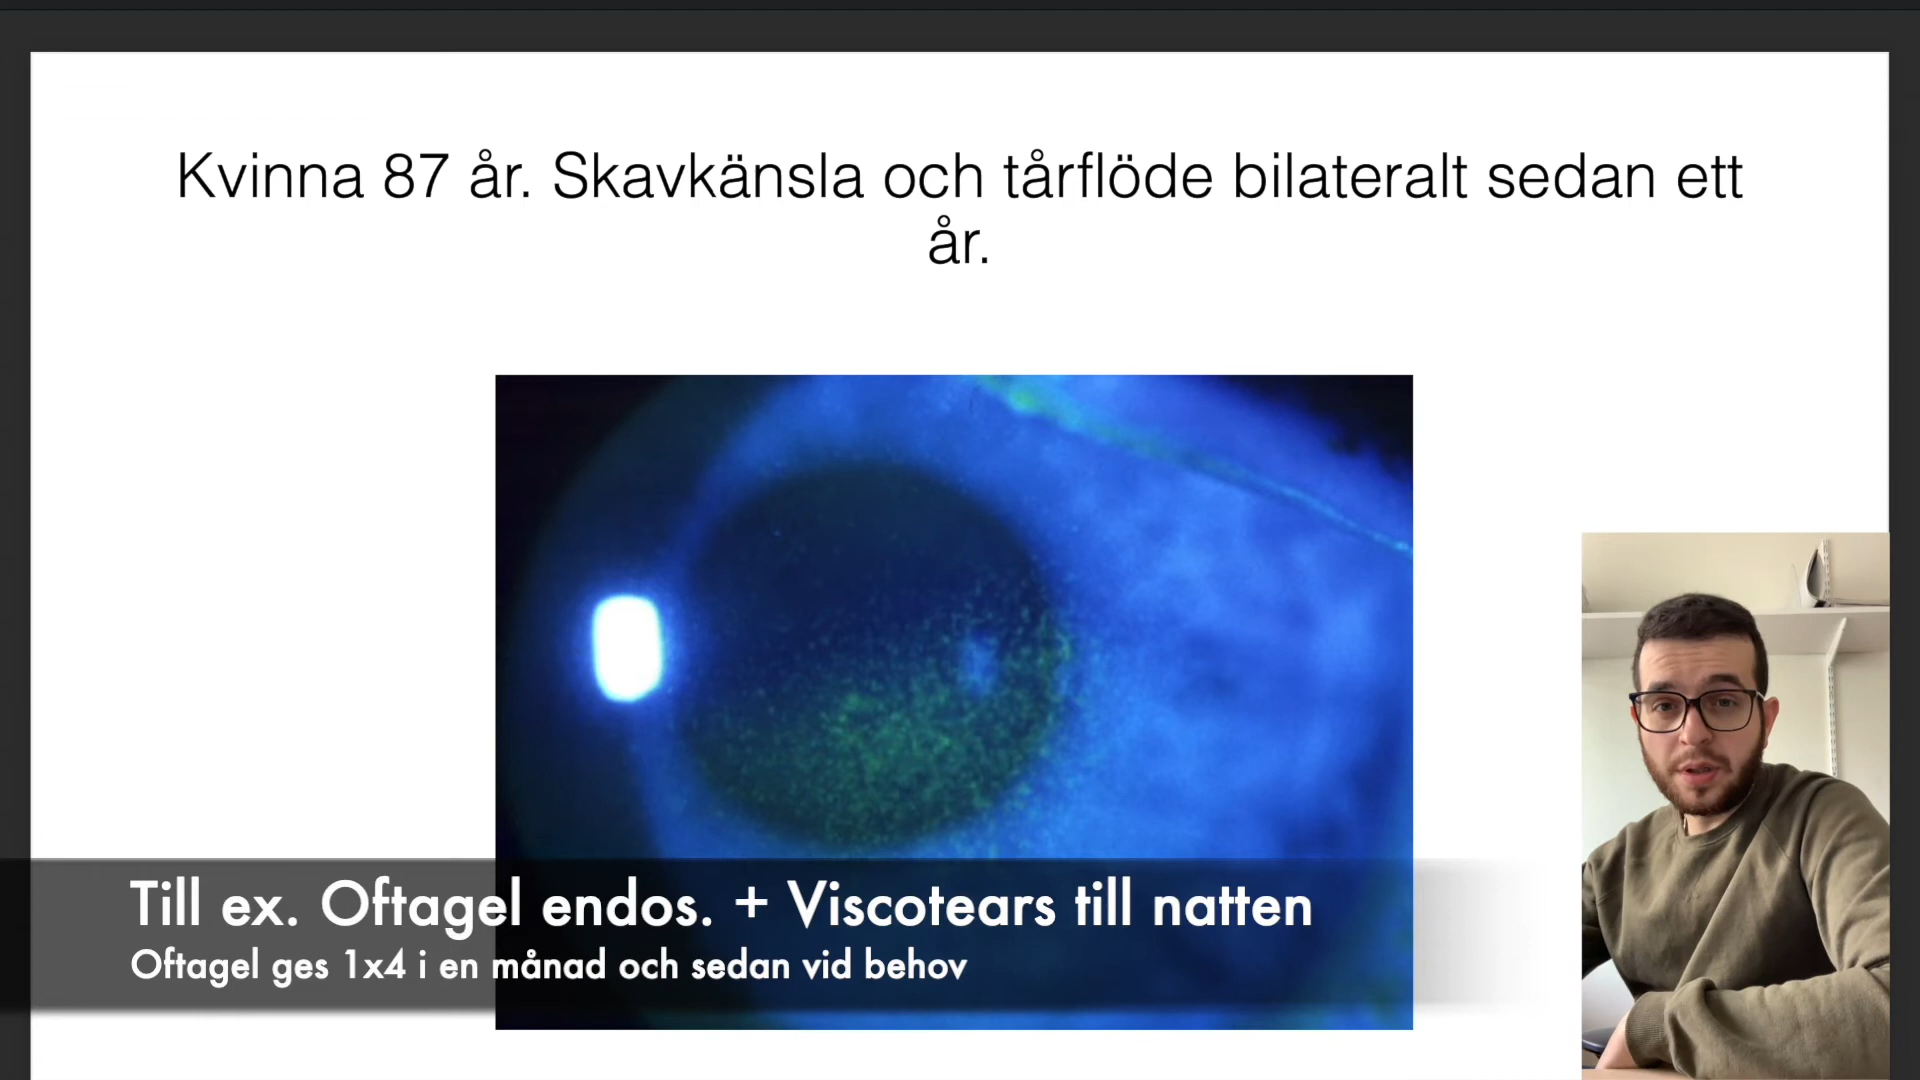 Kvinna 87 år. Skavkänsla och tårflöde bilateralt sedan ett
år.
Till ex. Oftagel endos. + Viscotears till natten
Oftagel ges 1x4 i en månad och sedan vid behov